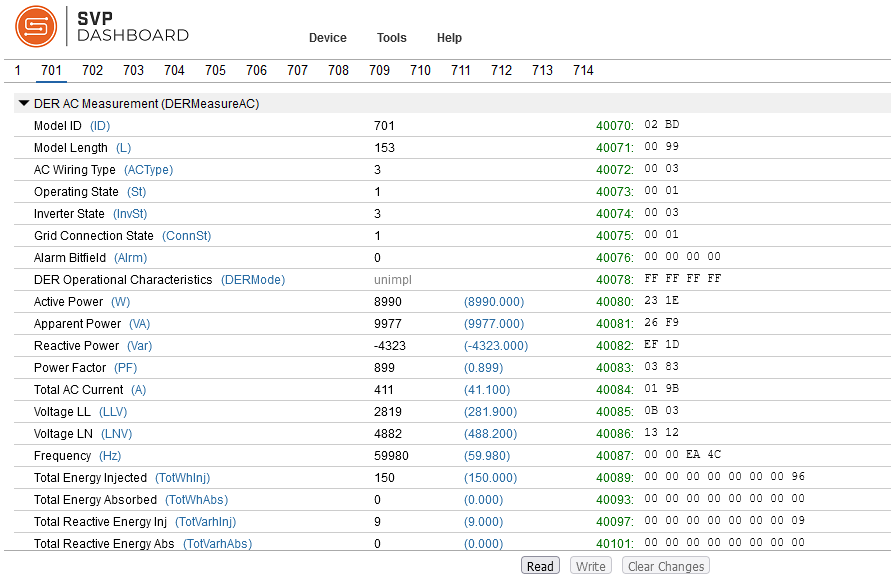 SVP
DASHBOARD
Device Tools Help
1 701 702 703 704 705 706 707 708 709 710 711 712 713 714
DER AC Measurement (DERMeasureAC)
Model ID (ID) 701 40070: 02 BD
Model Length (L) 153 40071: 00 99
AC Wiring Type (ACType) 3 40072: 00 03
Operating State (St) 1 40073: 00 01
Inverter State (InvSt) 3 40074: 00 03
Grid Connection State (ConnSt) 1 40075: 00 01
Alarm Bitfield (Alrm) 0 40076: 00 00 00 00
DER Operational Characteristics (DERMode) unimpl 40078: FF FF FF FF
Active Power (W) 8990 (8990.000) 40080: 23 1E
Apparent Power (VA) 9977 (9977.000) 40081: 26 F9
Reactive Power (Var) -4323 (-4323.000) 40082: EF 1D
Power Factor (PF) 899 (0.899) 40083: 03 83
Total AC Current (A) 411 (41.100) 40084: 01 9B
Voltage LL (LLV) 2819 (281.900) 40085: 0B 03
Voltage LN (LNV) 4882 (488.200) 40086: 13 12
Frequency (Hz) 59980 (59.980) 40087: 00 00 EA 4C
Total Energy Injected (TotWhInj) 150 (150.000) 40089: 00 00 00 00 00 00 00 96
Total Energy Absorbed (TotWhAbs) 0 (0.000) 40093: 00 00 00 00 00 00 00 00
Total Reactive Energy Inj (TotVarhInj) 9 (9.000) 40097: 00 00 00 00 00 00 00 09
Total Reactive Energy Abs (TotVarhAbs) 0 (0.000) 40101: 00 00 00 00 00 00 00 00
Read Write Clear Changes